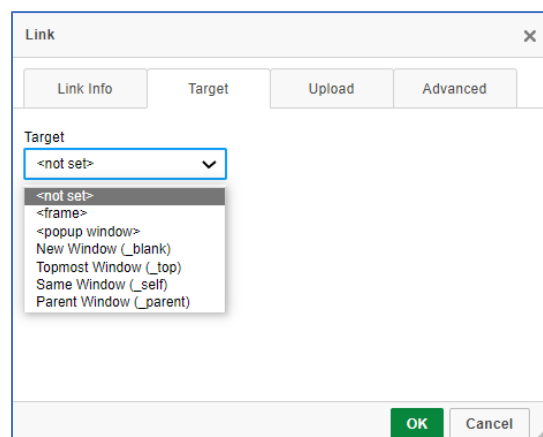 Link
Link Info Target Upload Advanced
Target
<not set>
<not set>
<frame>
<popup window>
New Window (_blank)
Topmost Window (_top)
Same Window (_self)
Parent Window (_parent)
OK Cancel